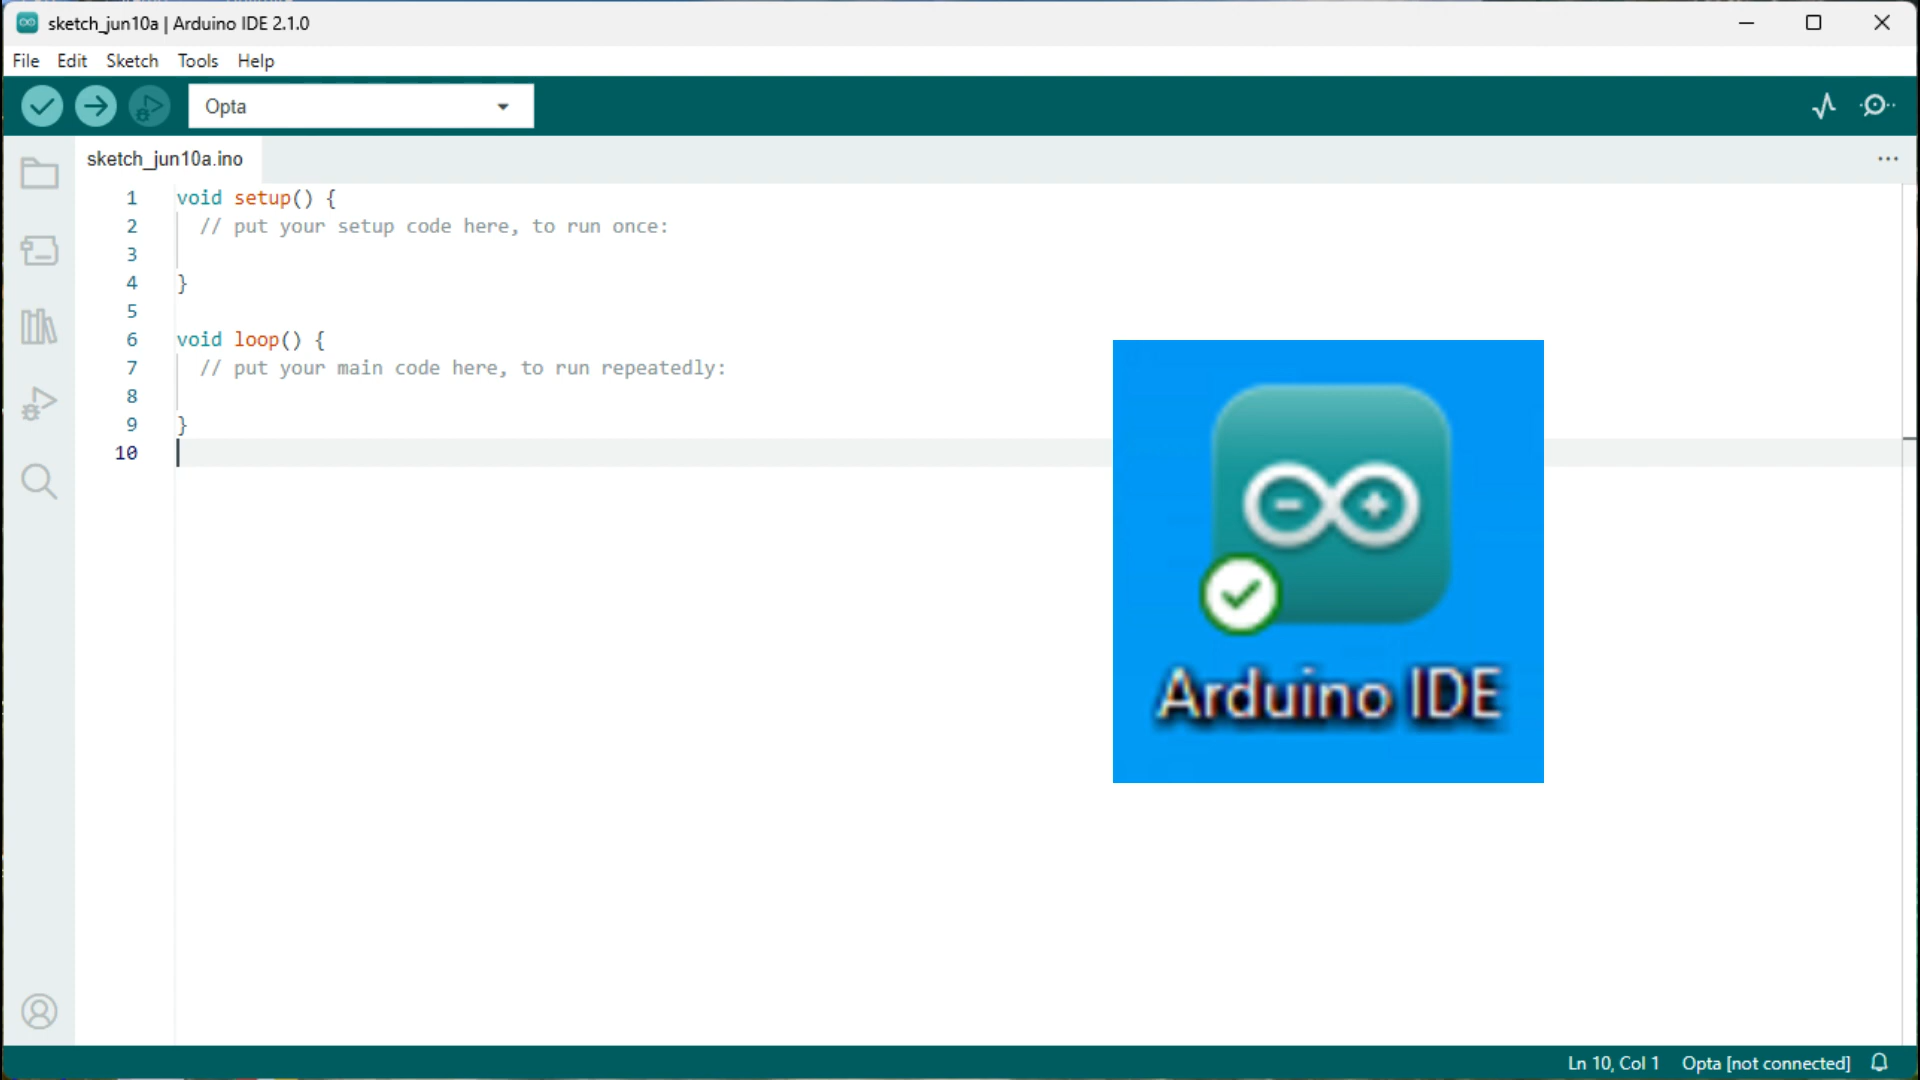 sketch_jun10a | Arduino IDE 2.1.0
File Edit Sketch Tools Help
Opta
sketch_jun10a.ino
1 void setup() {
2 // put your setup code here, to run once:
3
4 }
5
6 void loop() {
7 // put your main code here, to run repeatedly:
8
9 }
10
Arduino IDE
Ln 10, Col 1 Opta [not connected]